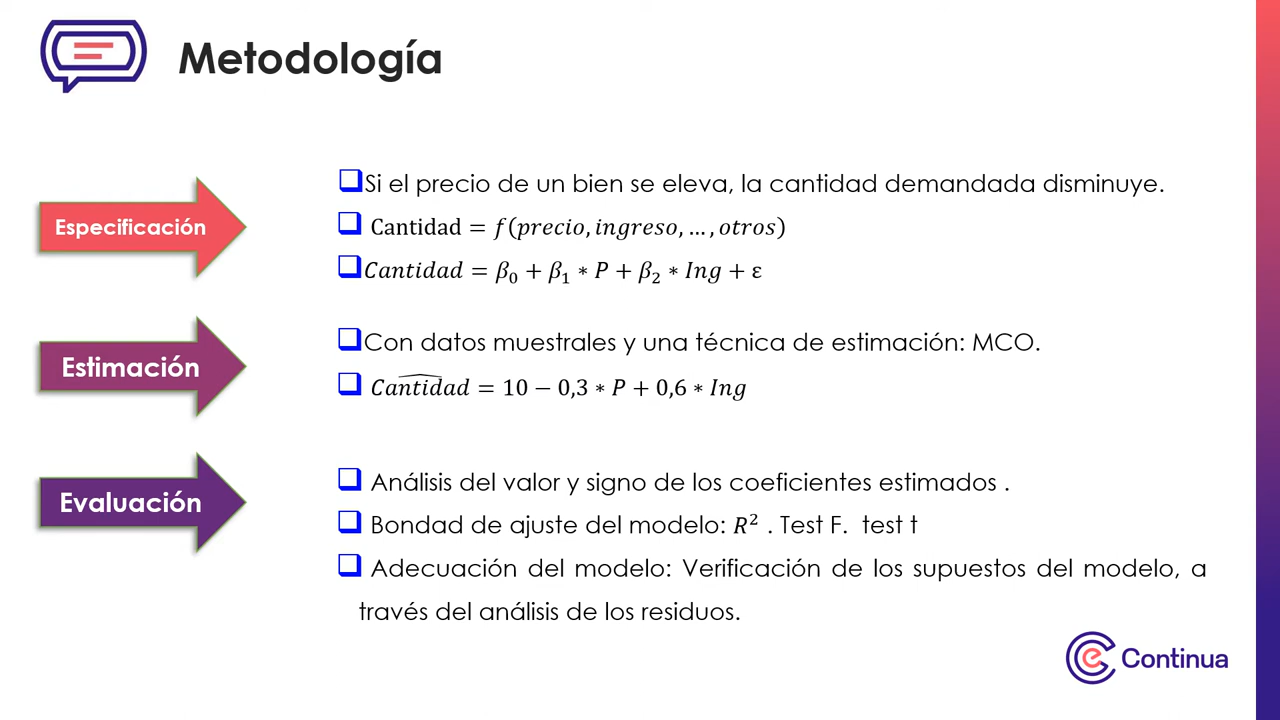 Metodología
Especificación
Si el precio de un bien se eleva, la cantidad demandada disminuye.
Cantidad = f(precio, ingreso, … , otros)
Cantidad = β₀ + β₁ ∗ P + β₂ ∗ Ing + ε
Estimación
Con datos muestrales y una técnica de estimación: MCO.
Cantidad̂ = 10 − 0,3 ∗ P + 0,6 ∗ Ing
Evaluación
Análisis del valor y signo de los coeficientes estimados .
Bondad de ajuste del modelo: R² . Test F. test t
Adecuación del modelo: Verificación de los supuestos del modelo, a
través del análisis de los residuos.
e Continua